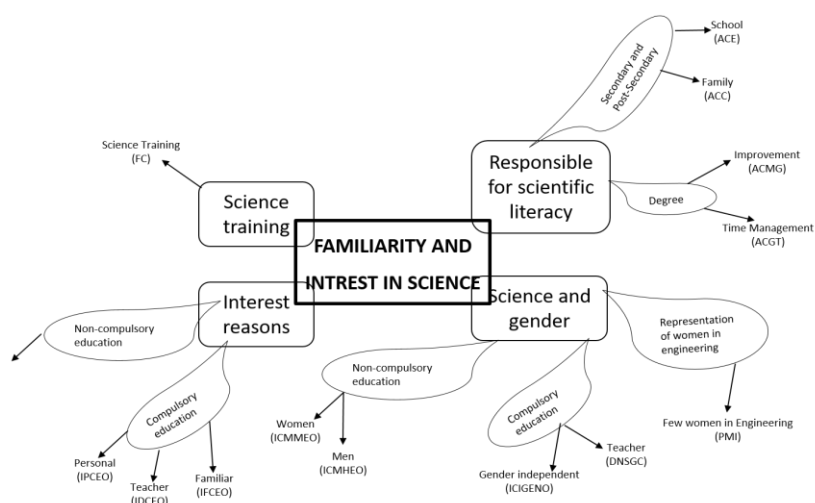 School
(ACE)
Secondary and
Post-Secondary
Family
(ACC)
Science Training
(FC)
Responsible
for scientific
literacy
Improvement
(ACMG)
Degree
Time Management
(ACGT)
Science
training
FAMILIARITY AND
INTREST IN SCIENCE
Interest
reasons
Science and
gender
Non-compulsory
education
Representation
of women in
engineering
Non-compulsory
education
Compulsory
education
Compulsory
education
Women
(ICMMEO)
Few women in Engineering
(PMI)
Personal
(IPCEO)
Teacher
(IDCEO)
Familiar
(IFCEO)
Men
(ICMHEO)
Teacher
(DNSGC)
Gender independent
(ICIGENO)